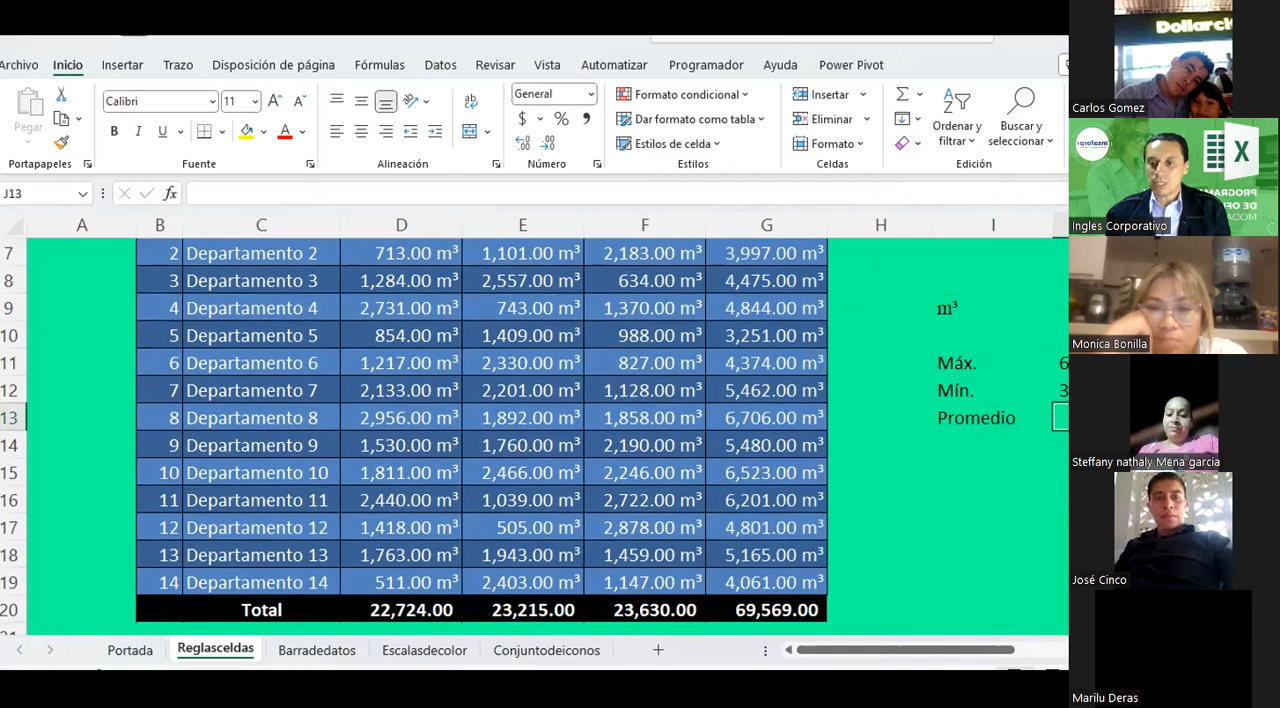 Archivo Inicio Insertar Trazo Disposición de página Fórmulas Datos Revisar Vista Automatizar Programador Ayuda Power Pivot
Pegar
Portapapeles
Calibri 11
N K S
Fuente
Alineación
General
$ %
Número
Formato condicional
Dar formato como tabla
Estilos de celda
Estilos
Insertar
Eliminar
Formato
Celdas
Ordenar y filtrar
Buscar y seleccionar
Edición
J13 fx
A B C D E F G H I
7 2 Departamento 2 713.00 m³ 1,101.00 m³ 2,183.00 m³ 3,997.00 m³
8 3 Departamento 3 1,284.00 m³ 2,557.00 m³ 634.00 m³ 4,475.00 m³
9 4 Departamento 4 2,731.00 m³ 743.00 m³ 1,370.00 m³ 4,844.00 m³ m³
10 5 Departamento 5 854.00 m³ 1,409.00 m³ 988.00 m³ 3,251.00 m³
11 6 Departamento 6 1,217.00 m³ 2,330.00 m³ 827.00 m³ 4,374.00 m³ Máx. 6
12 7 Departamento 7 2,133.00 m³ 2,201.00 m³ 1,128.00 m³ 5,462.00 m³ Mín. 3
13 8 Departamento 8 2,956.00 m³ 1,892.00 m³ 1,858.00 m³ 6,706.00 m³ Promedio
14 9 Departamento 9 1,530.00 m³ 1,760.00 m³ 2,190.00 m³ 5,480.00 m³
15 10 Departamento 10 1,811.00 m³ 2,466.00 m³ 2,246.00 m³ 6,523.00 m³
16 11 Departamento 11 2,440.00 m³ 1,039.00 m³ 2,722.00 m³ 6,201.00 m³
17 12 Departamento 12 1,418.00 m³ 505.00 m³ 2,878.00 m³ 4,801.00 m³
18 13 Departamento 13 1,763.00 m³ 1,943.00 m³ 1,459.00 m³ 5,165.00 m³
19 14 Departamento 14 511.00 m³ 2,403.00 m³ 1,147.00 m³ 4,061.00 m³
20 Total 22,724.00 23,215.00 23,630.00 69,569.00
Portada Reglasceldas Barradedatos Escalasdecolor Conjuntodeiconos
Dollarci
Carlos Gomez
X
PROGRAMA
DE OFI
Ingles Corporativo
Monica Bonilla
Steffany nathaly Mena garcia
José Cinco
Marilu Deras